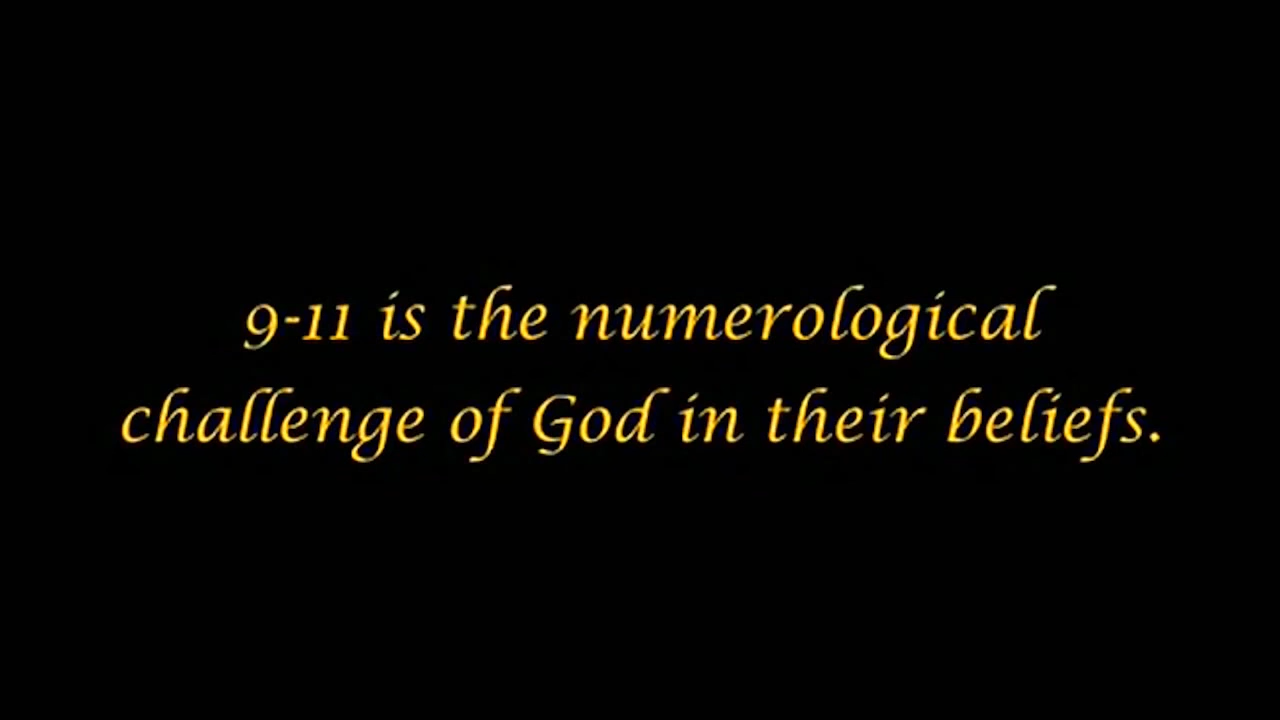 9-11 is the numerological
challenge of God in their beliefs.